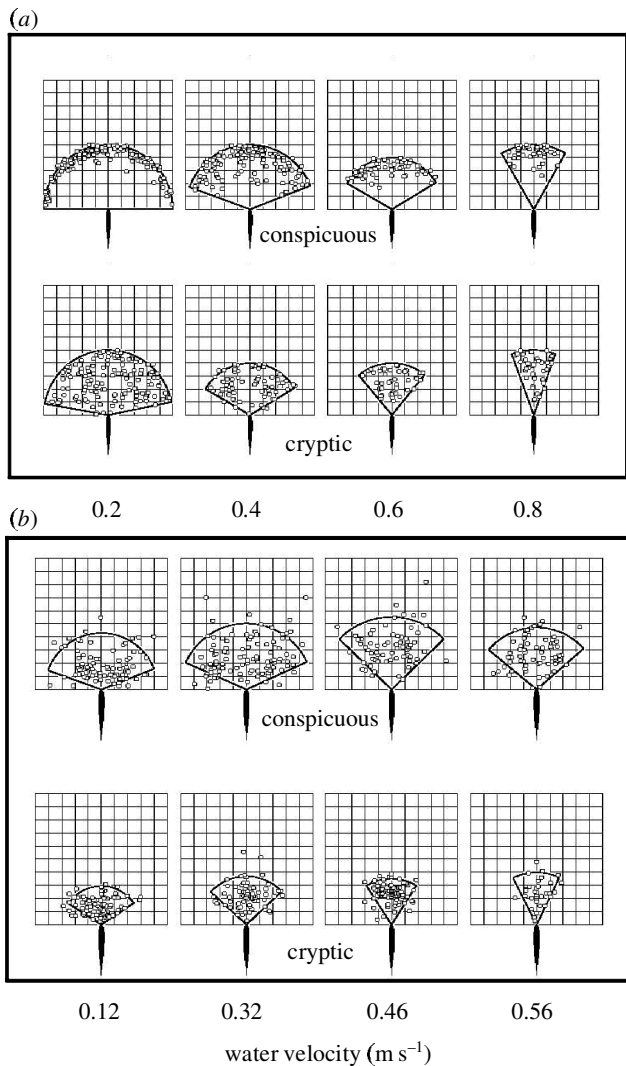 (a)
conspicuous
cryptic
0.2 0.4 0.6 0.8
(b)
conspicuous
cryptic
0.12 0.32 0.46 0.56
water velocity (m s⁻¹)